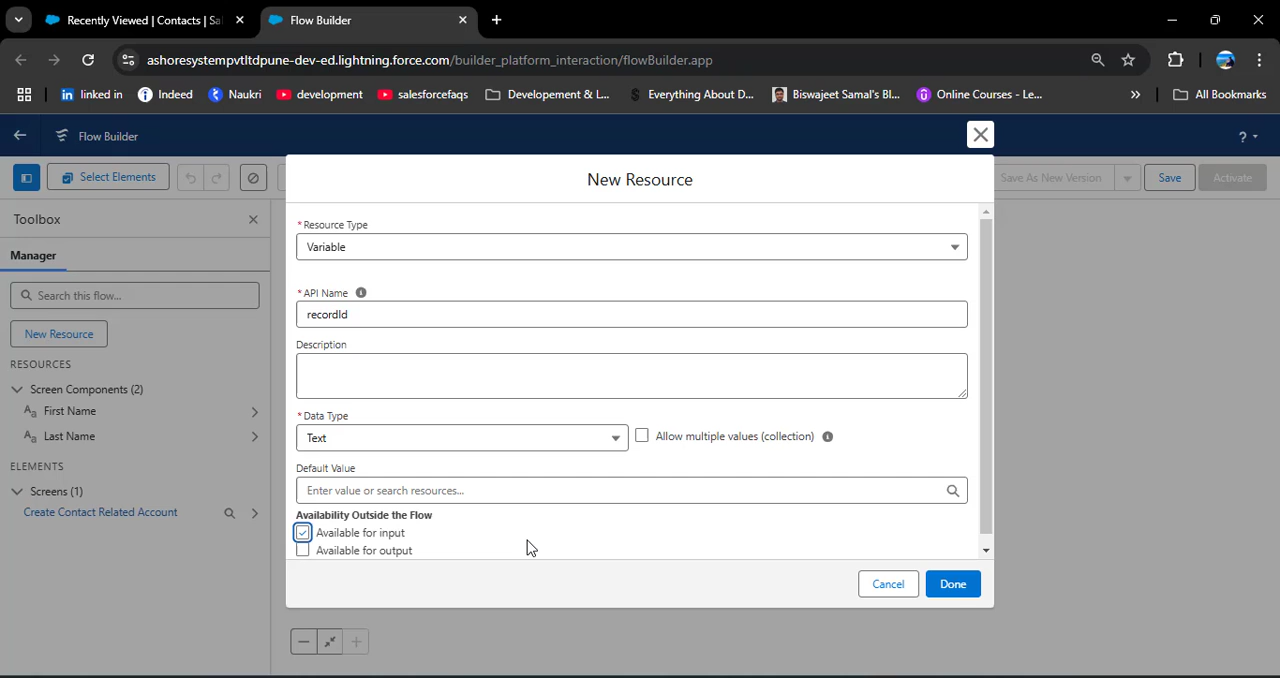 Recently Viewed | Contacts | Sal
Flow Builder
ashoresystempvtltdpune-dev-ed.lightning.force.com/builder_platform_interaction/flowBuilder.app
linked in
Indeed
Naukri
development
salesforcefaqs
Developement & L...
Everything About D...
Biswajeet Samal's Bl...
Online Courses - Le...
All Bookmarks
Flow Builder
Select Elements
Save As New Version
Save
Activate
Toolbox
Manager
Search this flow...
New Resource
RESOURCES
Screen Components (2)
First Name
Last Name
ELEMENTS
Screens (1)
Create Contact Related Account
New Resource
*Resource Type
Variable
*API Name
recordId
Description
*Data Type
Text
Allow multiple values (collection)
Default Value
Enter value or search resources...
Availability Outside the Flow
Available for input
Available for output
Cancel
Done